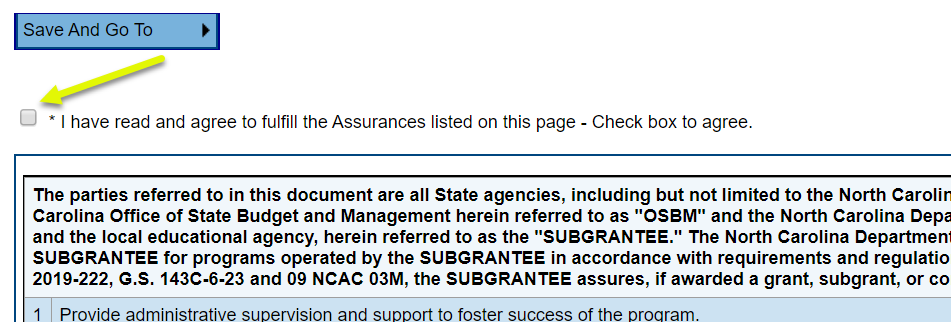 Save And Go To
* I have read and agree to fulfill the Assurances listed on this page - Check box to agree.
The parties referred to in this document are all State agencies, including but not limited to the North
Carolina Office of State Budget and Management herein referred to as "OSBM" and the North Carolina
and the local educational agency, herein referred to as the "SUBGRANTEE." The North Carolina Department
SUBGRANTEE for programs operated by the SUBGRANTEE in accordance with requirements and
2019-222, G.S. 143C-6-23 and 09 NCAC 03M, the SUBGRANTEE assures, if awarded a grant, subgrant, or
1 Provide administrative supervision and support to foster success of the program.